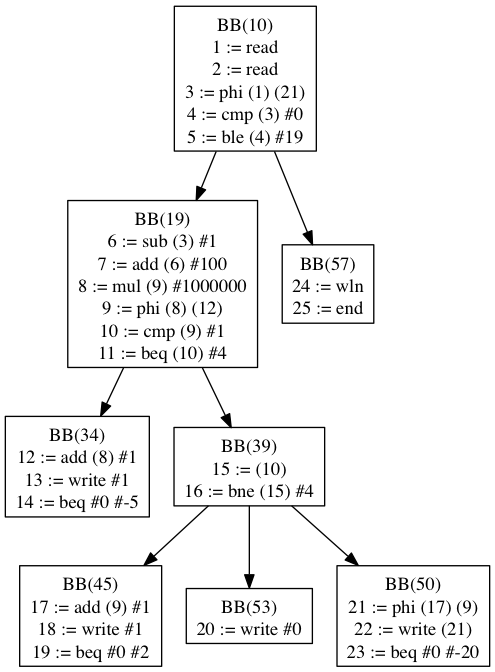 BB(10)
1 := read
2 := read
3 := phi (1) (21)
4 := cmp (3) #0
5 := ble (4) #19
BB(19)
6 := sub (3) #1
7 := add (6) #100
8 := mul (9) #1000000
9 := phi (8) (12)
10 := cmp (9) #1
11 := beq (10) #4
BB(57)
24 := wln
25 := end
BB(34)
12 := add (8) #1
13 := write #1
14 := beq #0 #-5
BB(39)
15 := (10)
16 := bne (15) #4
BB(45)
17 := add (9) #1
18 := write #1
19 := beq #0 #2
BB(53)
20 := write #0
BB(50)
21 := phi (17) (9)
22 := write (21)
23 := beq #0 #-20